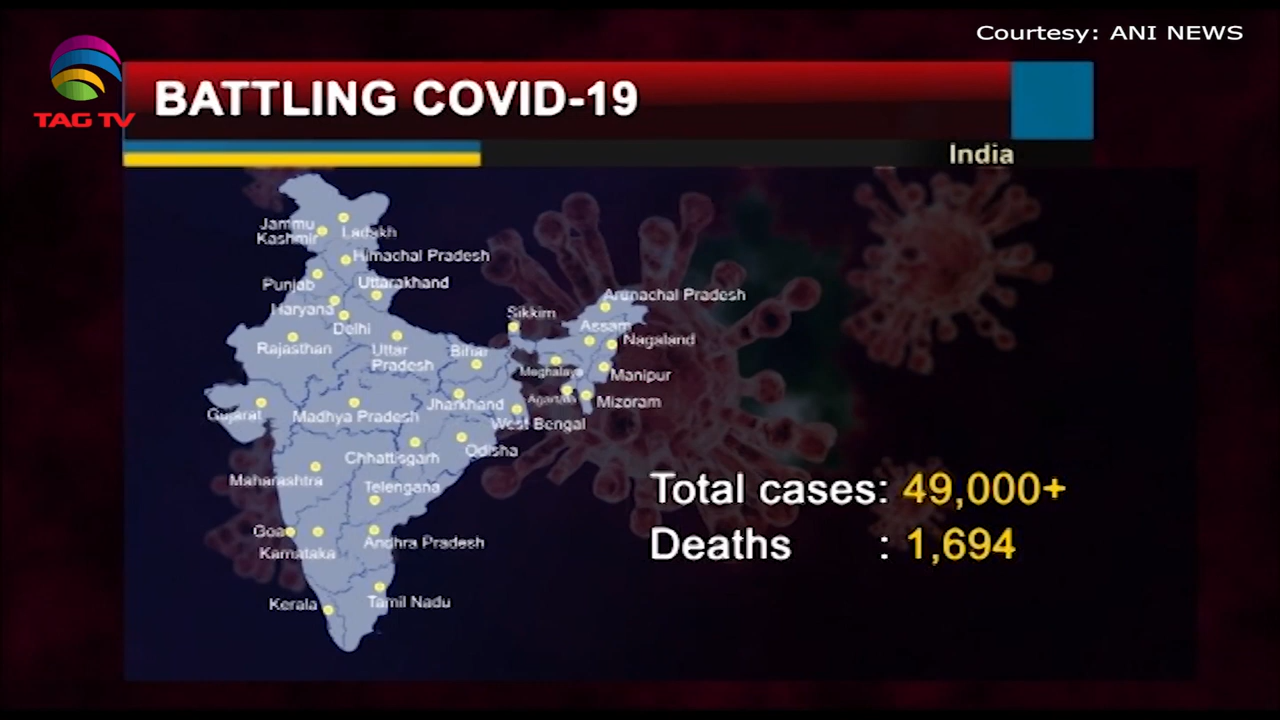 Courtesy: ANI NEWS
TAG TV
BATTLING COVID-19
India
Jammu
Kashmir
Ladakh
Himachal Pradesh
Punjab
Uttarakhand
Haryana
Delhi
Rajasthan
Uttar
Pradesh
Bihar
Sikkim
Arunachal Pradesh
Assam
Nagaland
Meghalaya
Manipur
Agartala
Mizoram
Gujarat
Madhya Pradesh
Jharkhand
West Bengal
Chhattisgarh
Odisha
Maharashtra
Telengana
Goa
Karnataka
Andhra Pradesh
Kerala
Tamil Nadu
Total cases: 49,000+
Deaths : 1,694